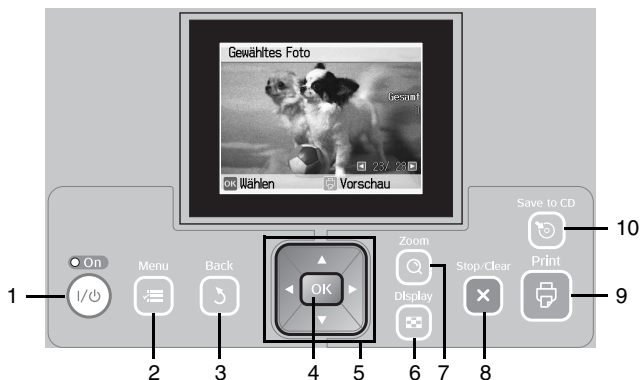 Gewähltes Foto
Gesamt
23/ 28
OK Wählen
Vorschau
Save to CD
10
On
Menu
Back
OK
Zoom
Display
Stop/Clear
Print
1
2
3
4
5
6
7
8
9